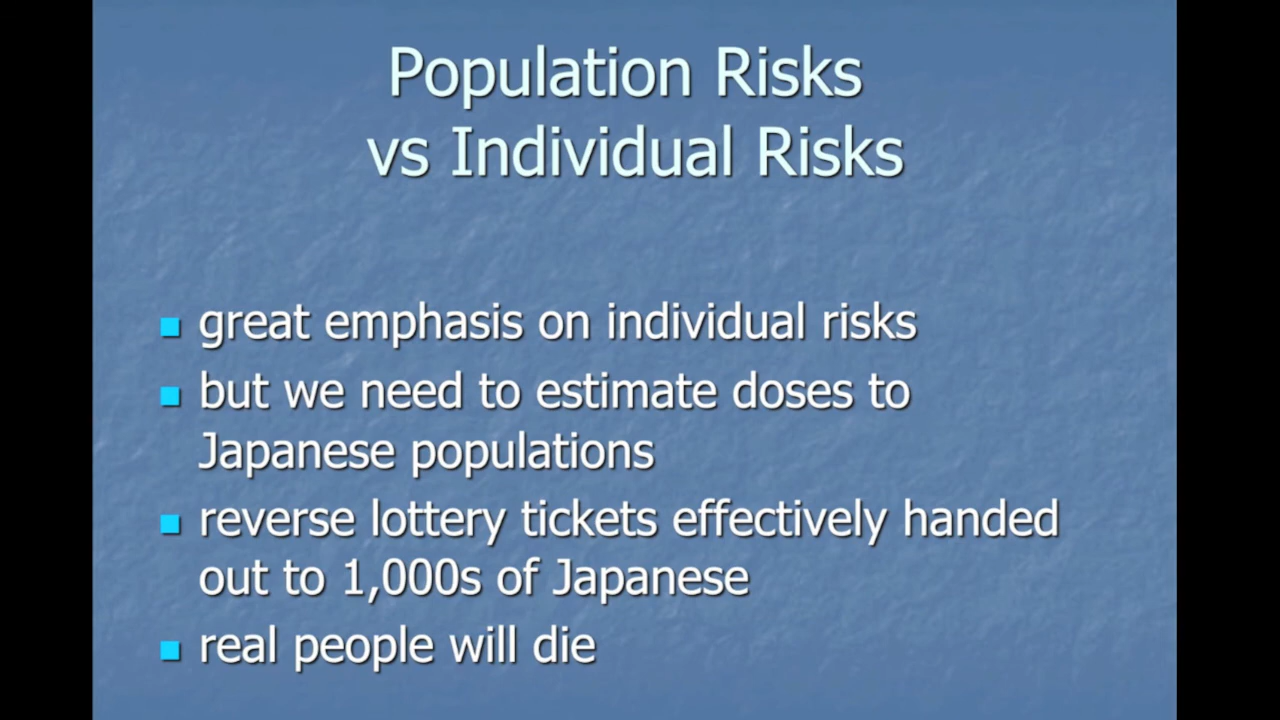 Population Risks
vs Individual Risks
great emphasis on individual risks
but we need to estimate doses to
Japanese populations
reverse lottery tickets effectively handed
out to 1,000s of Japanese
real people will die